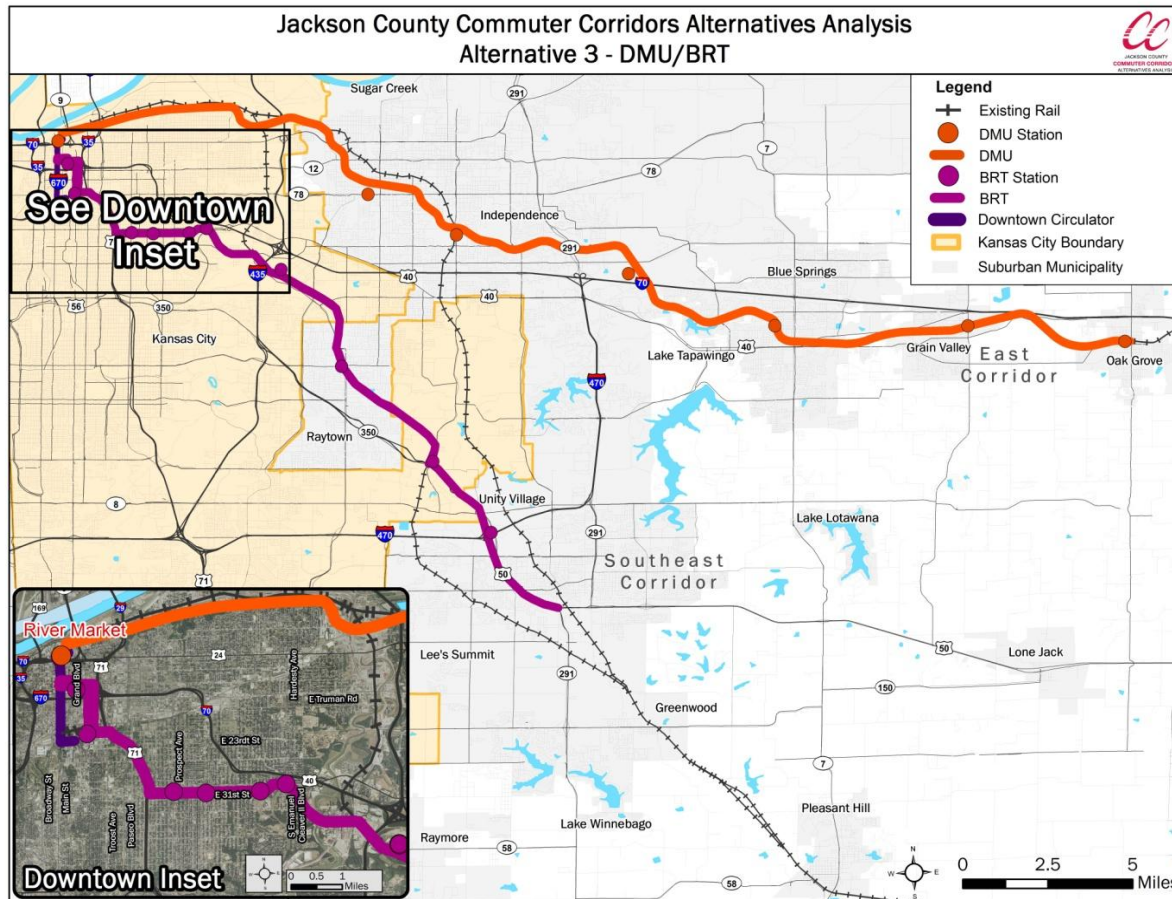 Jackson County Commuter Corridors Alternatives Analysis
Alternative 3 - DMU/BRT
CC
JACKSON COUNTY
COMMUTER CORRIDORS
ALTERNATIVES ANALYSIS
Legend
Existing Rail
DMU Station
DMU
BRT Station
BRT
Downtown Circulator
Kansas City Boundary
Suburban Municipality
Sugar Creek
9
291
7
70
35
35
12
78
670
78
See Downtown
Inset
Independence
291
7
435
40
70
Blue Springs
40
56
350
Kansas City
Lake Tapawingo
40
Grain Valley
East
Corridor
Oak Grove
470
Raytown
350
Unity Village
8
470
291
Lake Lotawana
Southeast
Corridor
71
50
Lee's Summit
50
Lone Jack
291
150
Greenwood
7
Pleasant Hill
Lake Winnebago
Raymore
58
58
169
29
River Market
70
35
71
24
Grand Blvd
Hardesty Ave
670
E Truman Rd
70
E 23rdt St
71
Prospect Ave
40
E 31st St
Broadway St
Main St
Troost Ave
Paseo Blvd
S Emanuel
Cleaver II Blvd
Downtown Inset
N
W
E
S
0 0.5 1
Miles
N
W
E
S
0 2.5 5
Miles